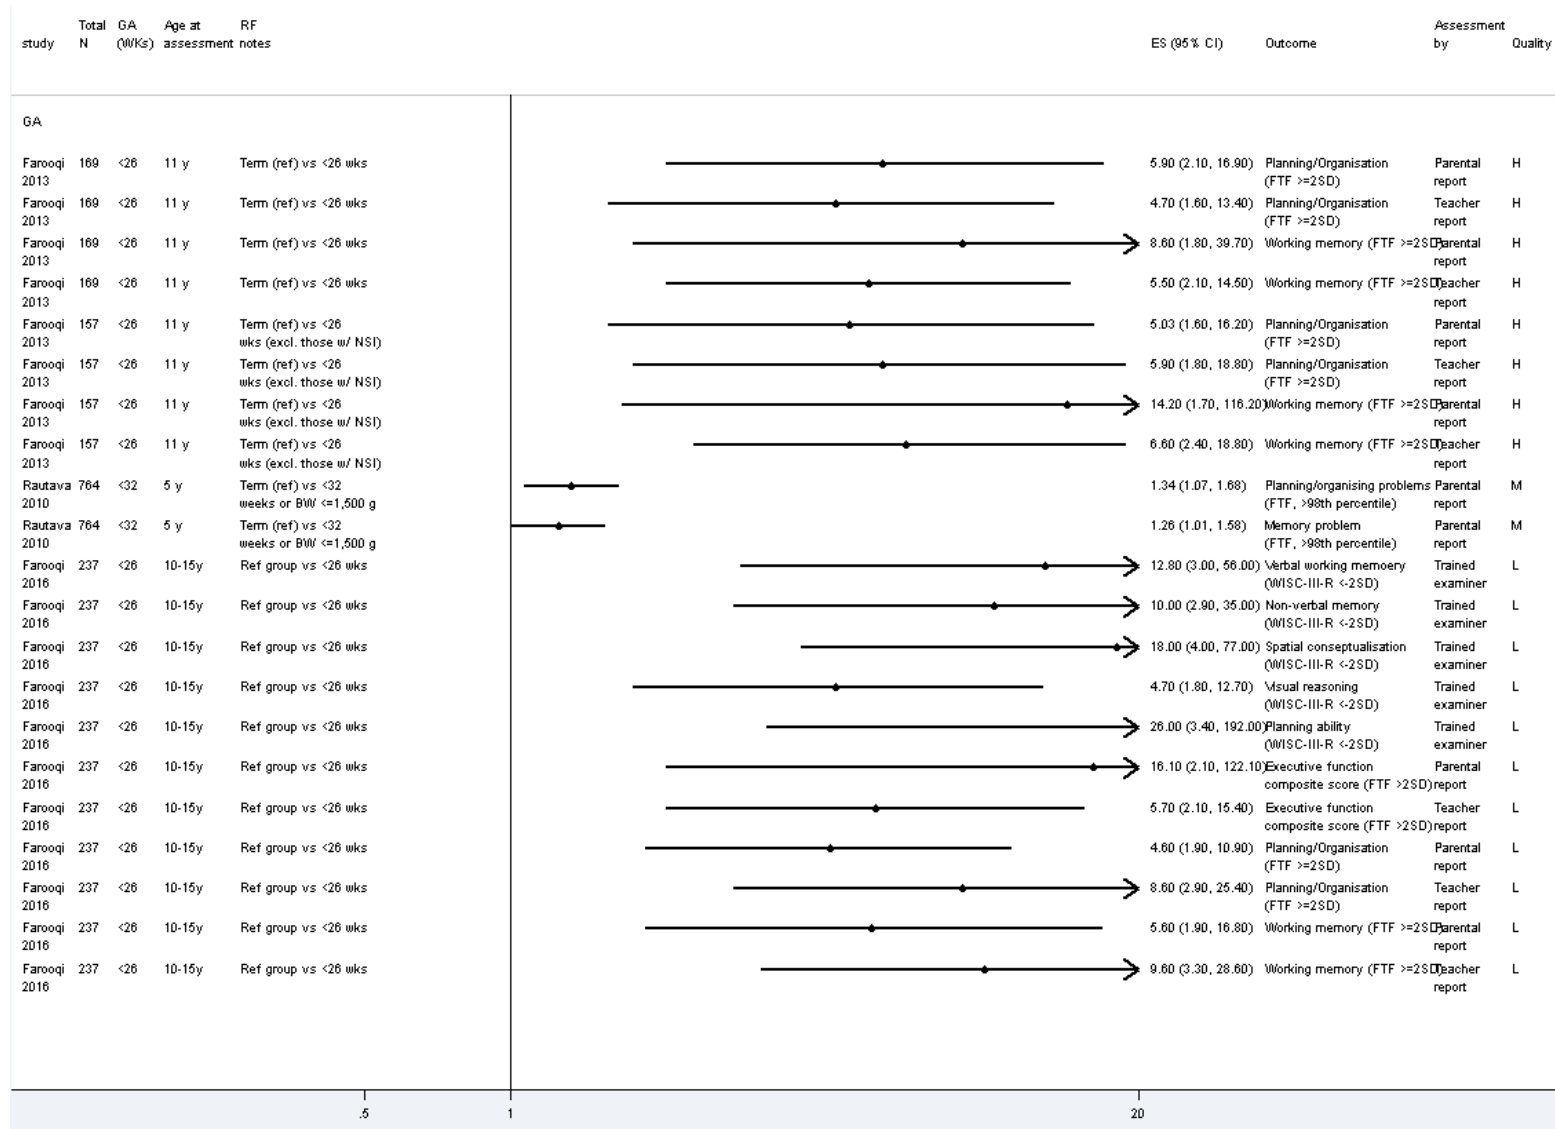 Total GA Age at RF Assessment
study N (WKs) assessment notes ES (95% CI) Outcome by Quality
GA
Farooqi 169 <26 11 y Term (ref) vs <26 wks 5.90 (2.10, 16.90) Planning/Organisation Parental H
2013 (FTF >=2SD) report
Farooqi 169 <26 11 y Term (ref) vs <26 wks 4.70 (1.60, 13.40) Planning/Organisation Teacher H
2013 (FTF >=2SD) report
Farooqi 169 <26 11 y Term (ref) vs <26 wks 8.60 (1.80, 39.70) Working memory (FTF >=2SD) Parental H
2013 report
Farooqi 169 <26 11 y Term (ref) vs <26 wks 5.50 (2.10, 14.50) Working memory (FTF >=2SD) Teacher H
2013 report
Farooqi 157 <26 11 y Term (ref) vs <26 5.03 (1.60, 16.20) Planning/Organisation Parental H
2013 wks (excl. those w/ NSI) (FTF >=2SD) report
Farooqi 157 <26 11 y Term (ref) vs <26 5.90 (1.80, 18.80) Planning/Organisation Teacher H
2013 wks (excl. those w/ NSI) (FTF >=2SD) report
Farooqi 157 <26 11 y Term (ref) vs <26 14.20 (1.70, 116.20) Working memory (FTF >=2SD) Parental H
2013 wks (excl. those w/ NSI) report
Farooqi 157 <26 11 y Term (ref) vs <26 6.60 (2.40, 18.80) Working memory (FTF >=2SD) Teacher H
2013 wks (excl. those w/ NSI) report
Rautava 764 <32 5 y Term (ref) vs <32 1.34 (1.07, 1.68) Planning/organising problems Parental M
2010 weeks or BW <=1,500 g (FTF, >98th percentile) report
Rautava 764 <32 5 y Term (ref) vs <32 1.26 (1.01, 1.58) Memory problem Parental M
2010 weeks or BW <=1,500 g (FTF, >98th percentile) report
Farooqi 237 <26 10-15y Ref group vs <26 wks 12.80 (3.00, 56.00) Verbal working memoery Trained L
2016 (WISC-III-R <-2SD) examiner
Farooqi 237 <26 10-15y Ref group vs <26 wks 10.00 (2.90, 35.00) Non-verbal memory Trained L
2016 (WISC-III-R <-2SD) examiner
Farooqi 237 <26 10-15y Ref group vs <26 wks 18.00 (4.00, 77.00) Spatial conseptualisation Trained L
2016 (WISC-III-R <-2SD) examiner
Farooqi 237 <26 10-15y Ref group vs <26 wks 4.70 (1.80, 12.70) Visual reasoning Trained L
2016 (WISC-III-R <-2SD) examiner
Farooqi 237 <26 10-15y Ref group vs <26 wks 26.00 (3.40, 192.00) Planning ability Trained L
2016 (WISC-III-R <-2SD) examiner
Farooqi 237 <26 10-15y Ref group vs <26 wks 16.10 (2.10, 122.10) Executive function Parental L
2016 composite score (FTF >2SD) report
Farooqi 237 <26 10-15y Ref group vs <26 wks 5.70 (2.10, 15.40) Executive function Teacher L
2016 composite score (FTF >2SD) report
Farooqi 237 <26 10-15y Ref group vs <26 wks 4.60 (1.90, 10.90) Planning/Organisation Parental L
2016 (FTF >=2SD) report
Farooqi 237 <26 10-15y Ref group vs <26 wks 8.60 (2.90, 25.40) Planning/Organisation Teacher L
2016 (FTF >=2SD) report
Farooqi 237 <26 10-15y Ref group vs <26 wks 5.60 (1.90, 16.80) Working memory (FTF >=2SD) Parental L
2016 report
Farooqi 237 <26 10-15y Ref group vs <26 wks 9.60 (3.30, 28.60) Working memory (FTF >=2SD) Teacher L
2016 report
.5 1 20